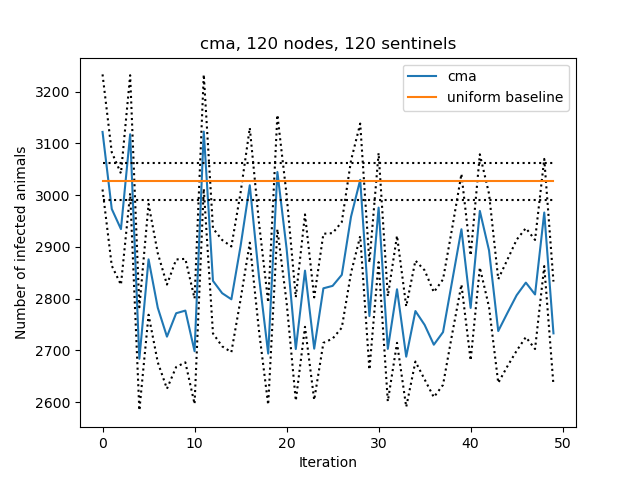 cma, 120 nodes, 120 sentinels
cma
uniform baseline
Number of infected animals
3200
3100
3000
2900
2800
2700
2600
0
10
20
30
40
50
Iteration